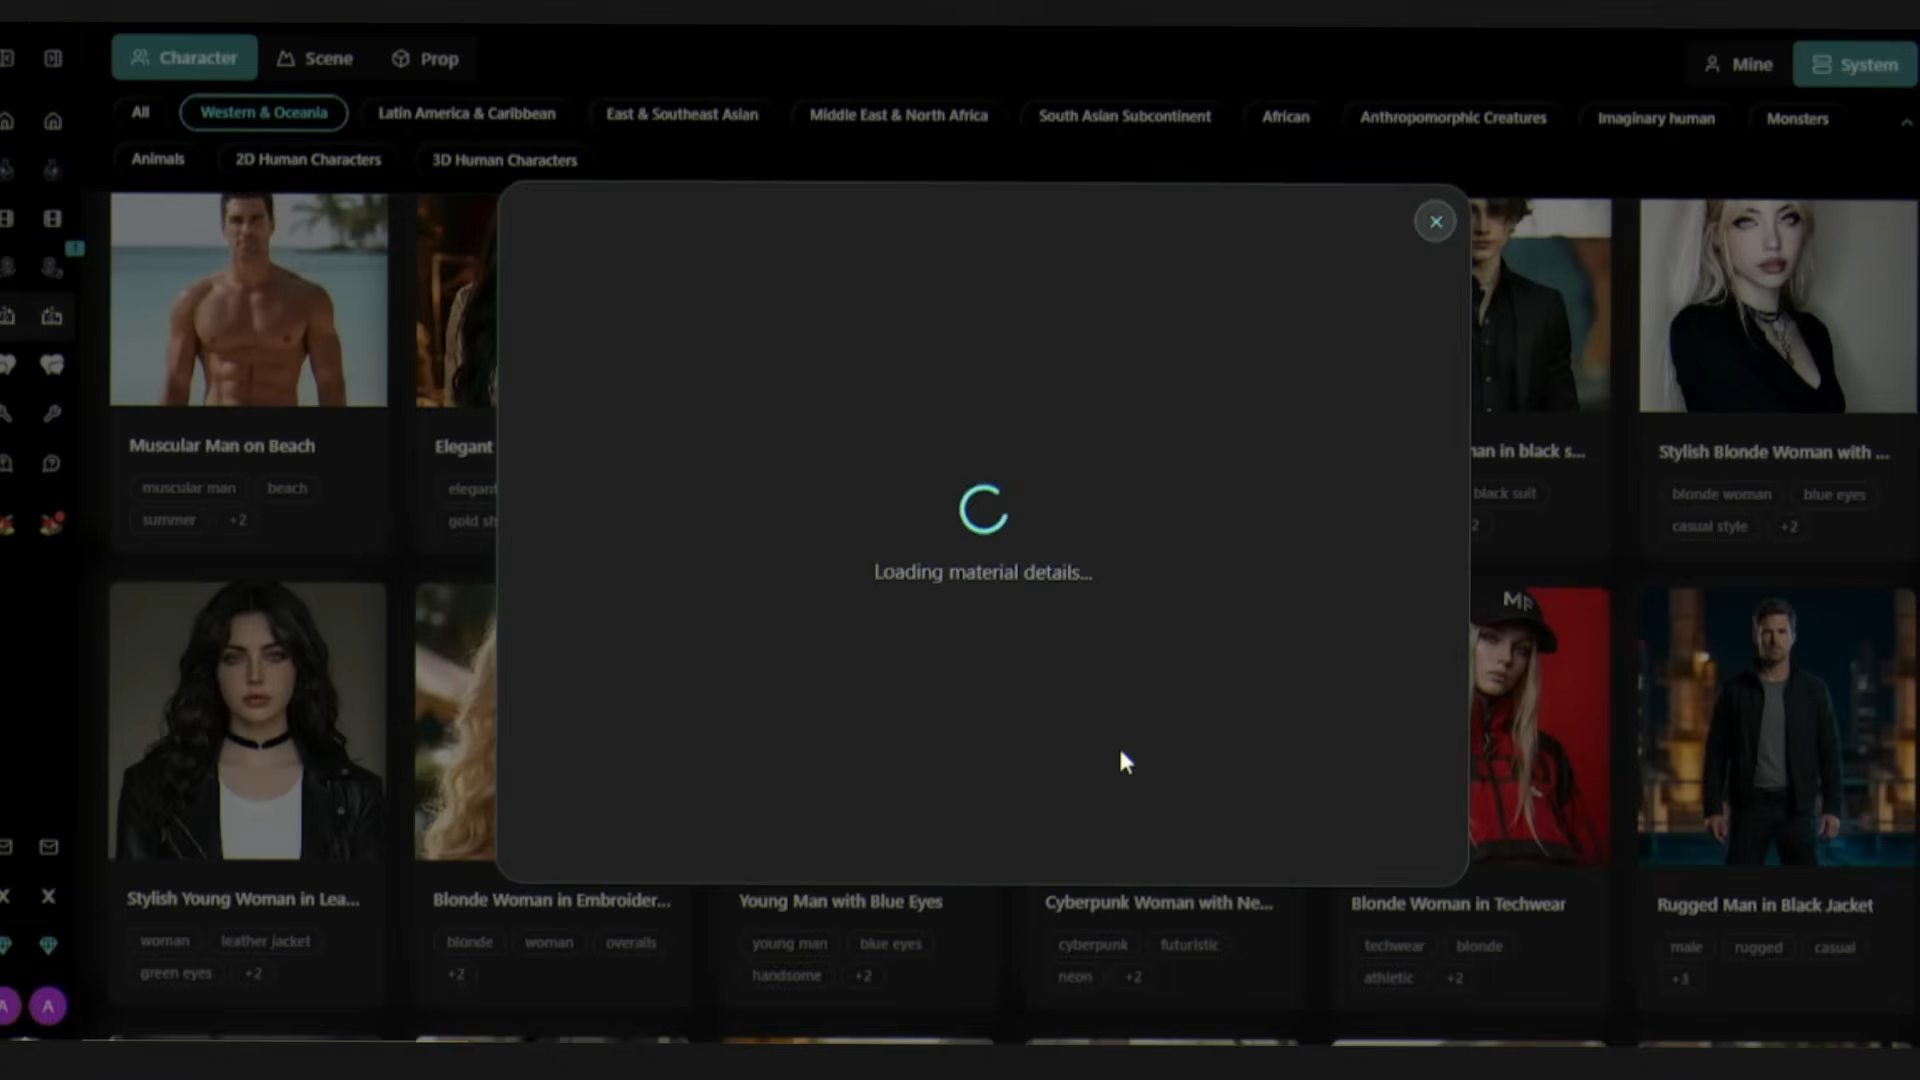 Character
Scene
Prop
Mine
System
All
Western & Oceania
Latin America & Caribbean
East & Southeast Asian
Middle East & North Africa
South Asian Subcontinent
African
Anthropomorphic Creatures
Imaginary human
Monsters
Animals
2D Human Characters
3D Human Characters
Loading material details...
Muscular Man on Beach
muscular man
beach
summer
+2
Elegant
elegant
gold sh
an in black s...
black suit
2
Stylish Blonde Woman with ...
blonde woman
blue eyes
casual style
+2
Stylish Young Woman in Lea...
woman
leather jacket
green eyes
+2
Blonde Woman in Embroider...
blonde
woman
overalls
+2
Young Man with Blue Eyes
young man
blue eyes
handsome
+2
Cyberpunk Woman with Ne...
cyberpunk
futuristic
neon
+2
Blonde Woman in Techwear
techwear
blonde
athletic
+2
Rugged Man in Black Jacket
male
rugged
casual
+3
A
A